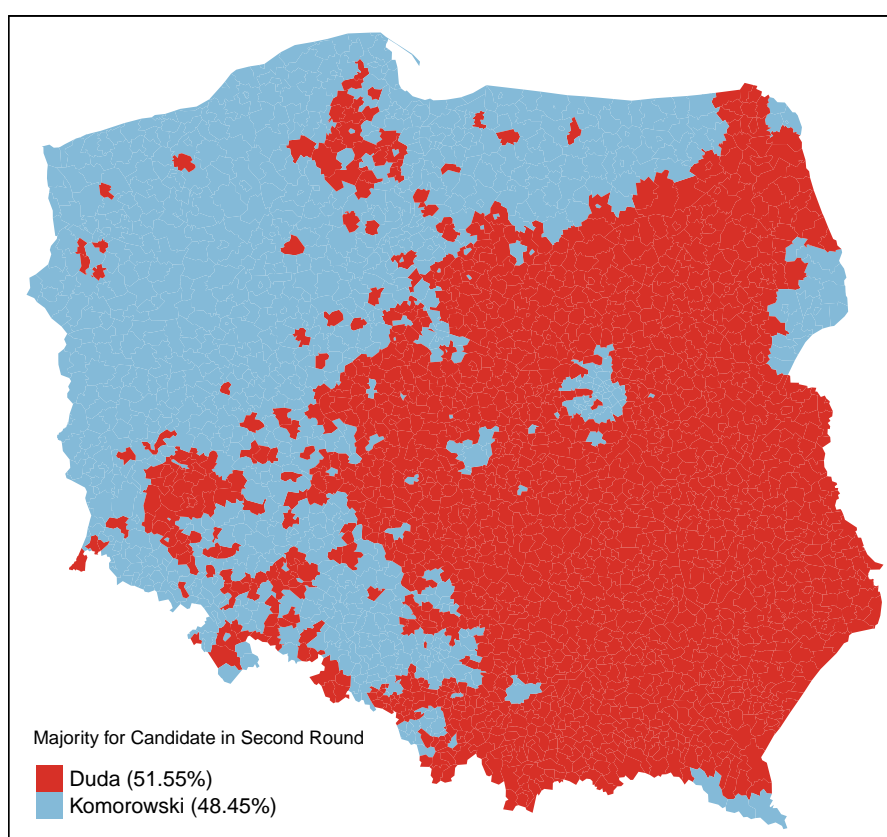 Majority for Candidate in Second Round
Duda (51.55%)
Komorowski (48.45%)